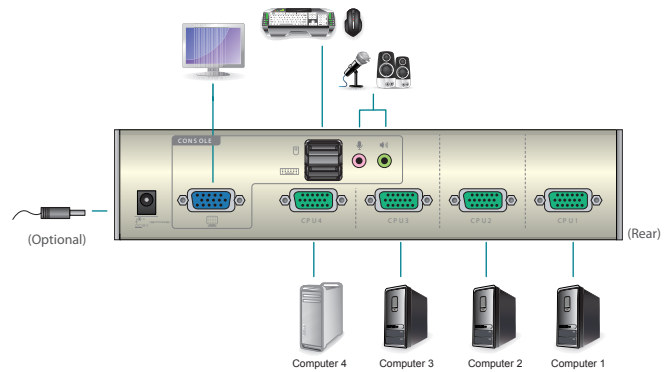 CONSOLE
CPU4
CPU3
CPU2
CPU1
(Optional)
(Rear)
Computer 4
Computer 3
Computer 2
Computer 1